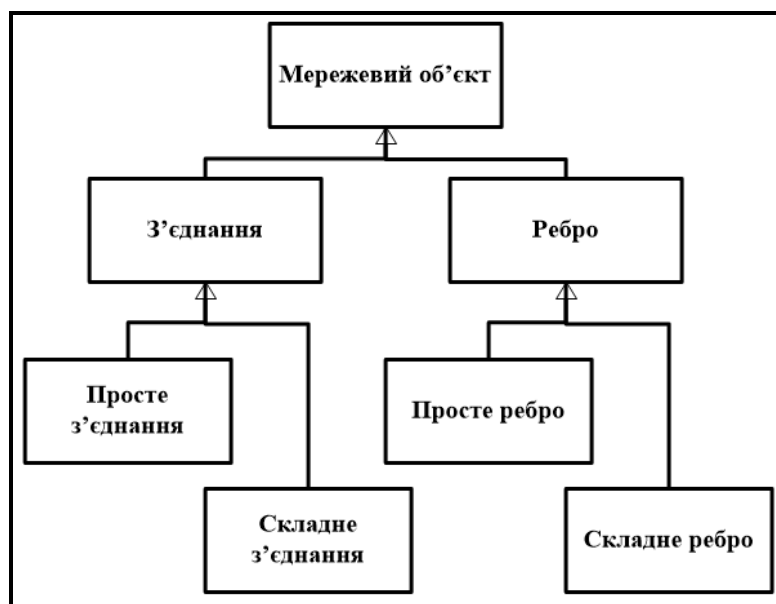 Мережевий об’єкт
З’єднання
Ребро
Просте
з’єднання
Просте ребро
Складне
з’єднання
Складне ребро